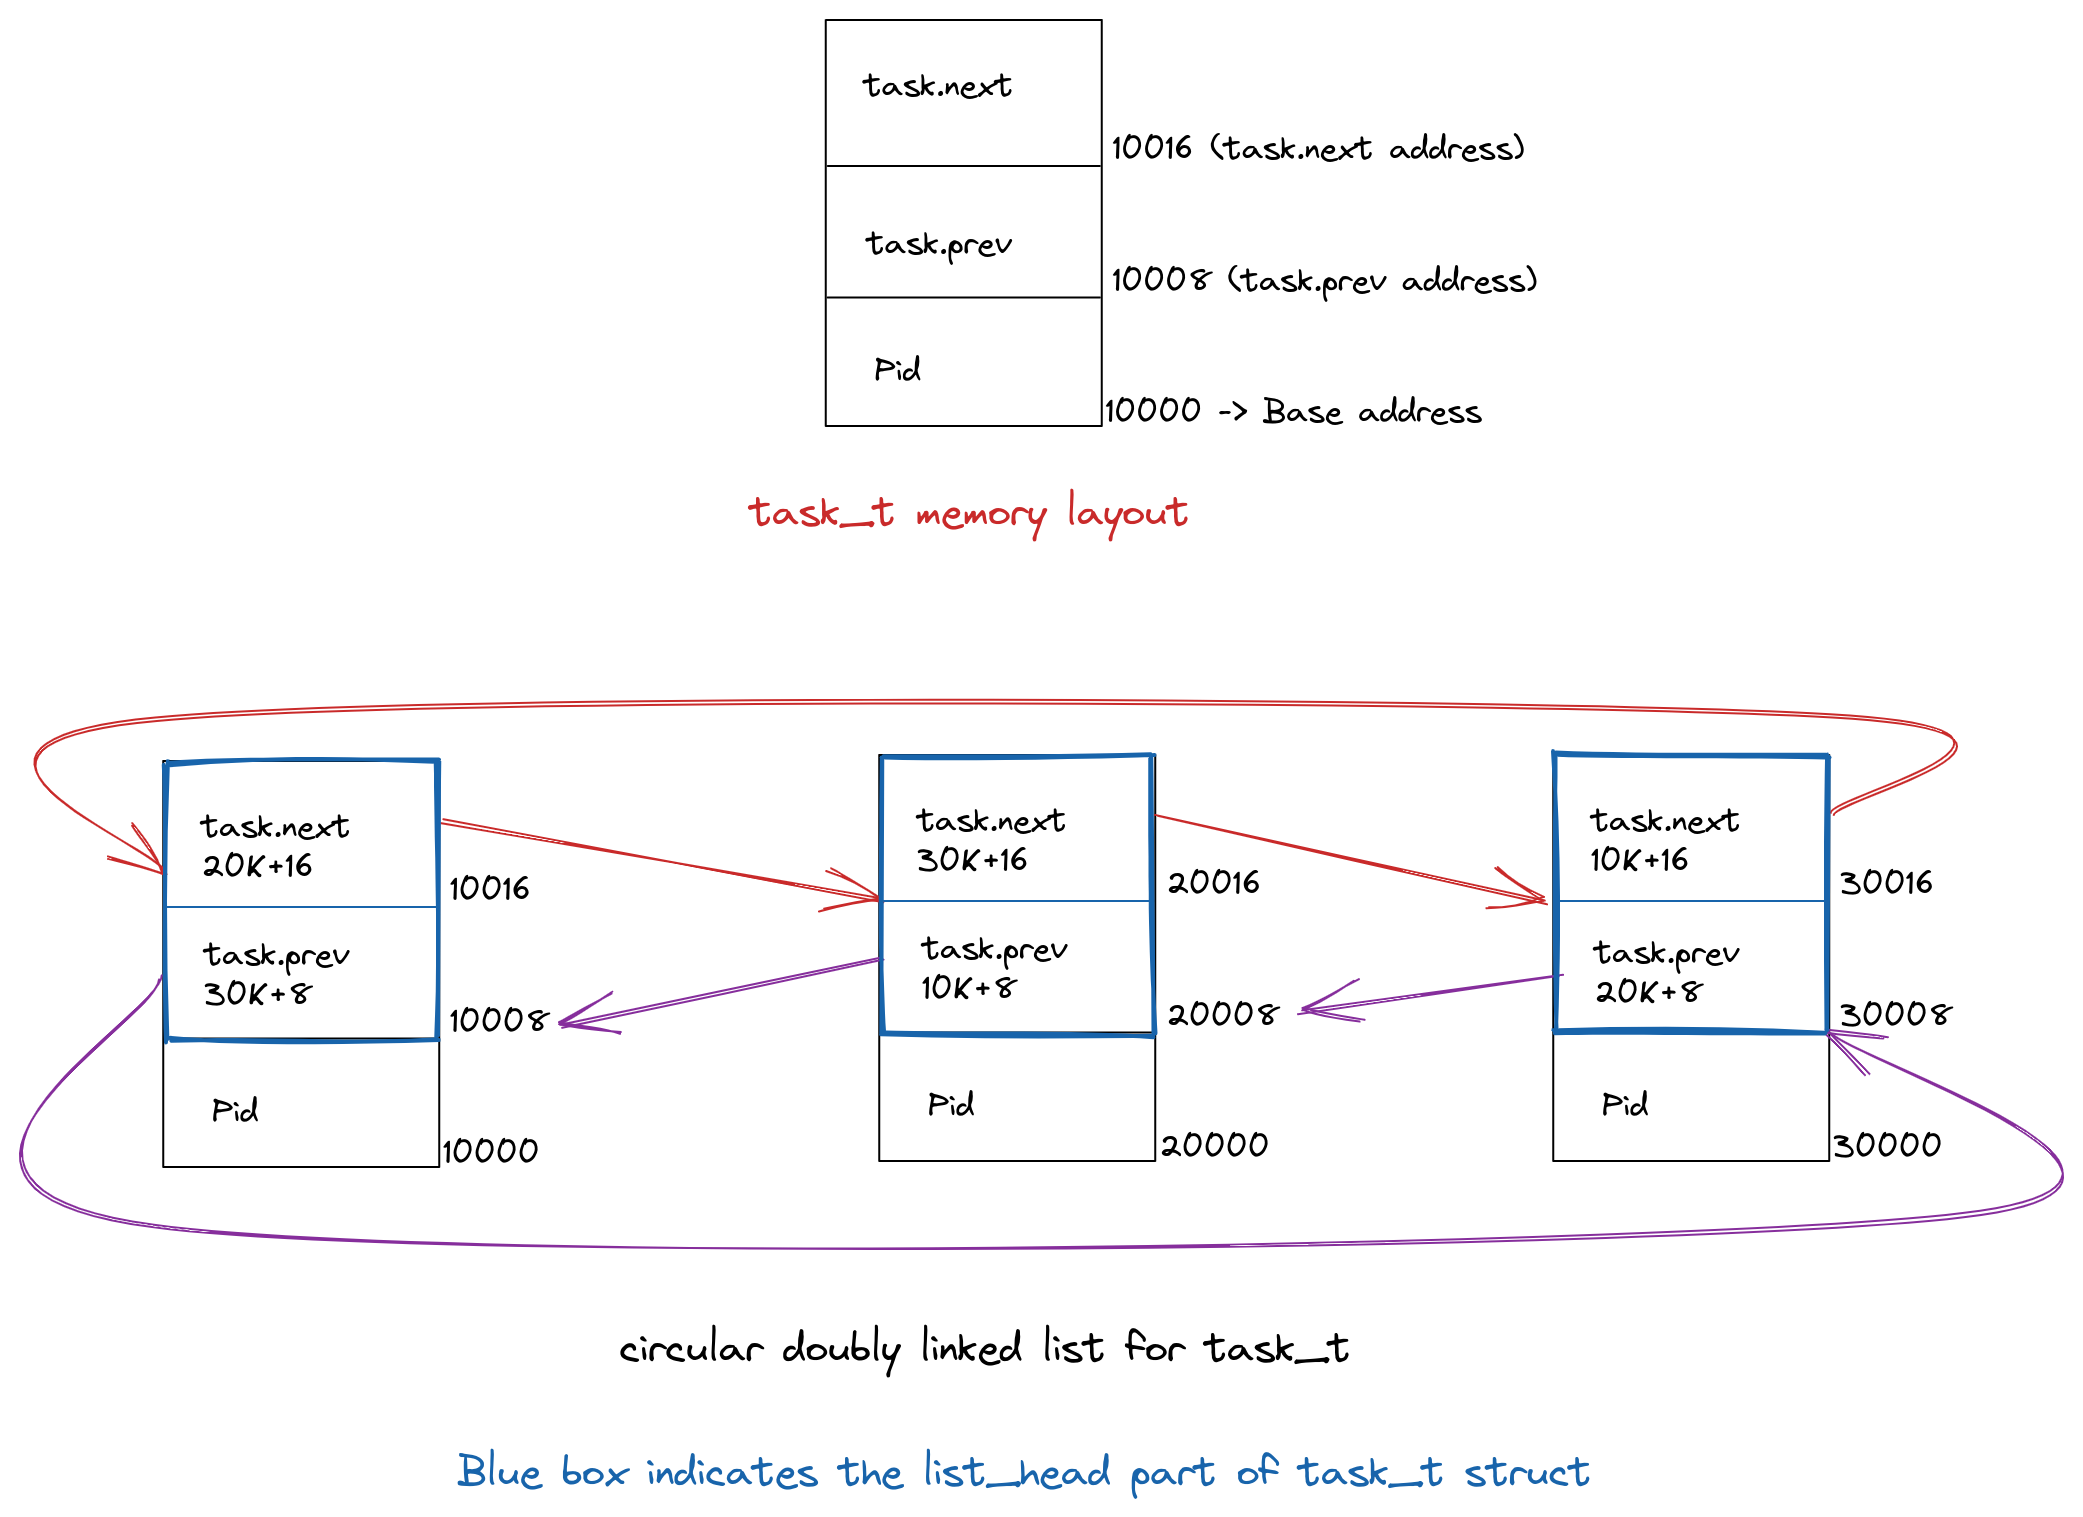 task.next
10016 (task.next address)
task.prev
10008 (task.prev address)
Pid
10000 -> Base address
task_t memory layout
task.next
20K+16
10016
task.prev
30K+8
10008
Pid
10000
task.next
30K+16
20016
task.prev
10K+8
20008
Pid
20000
task.next
10K+16
30016
task.prev
20K+8
30008
Pid
30000
circular doubly linked list for task_t
Blue box indicates the list_head part of task_t struct